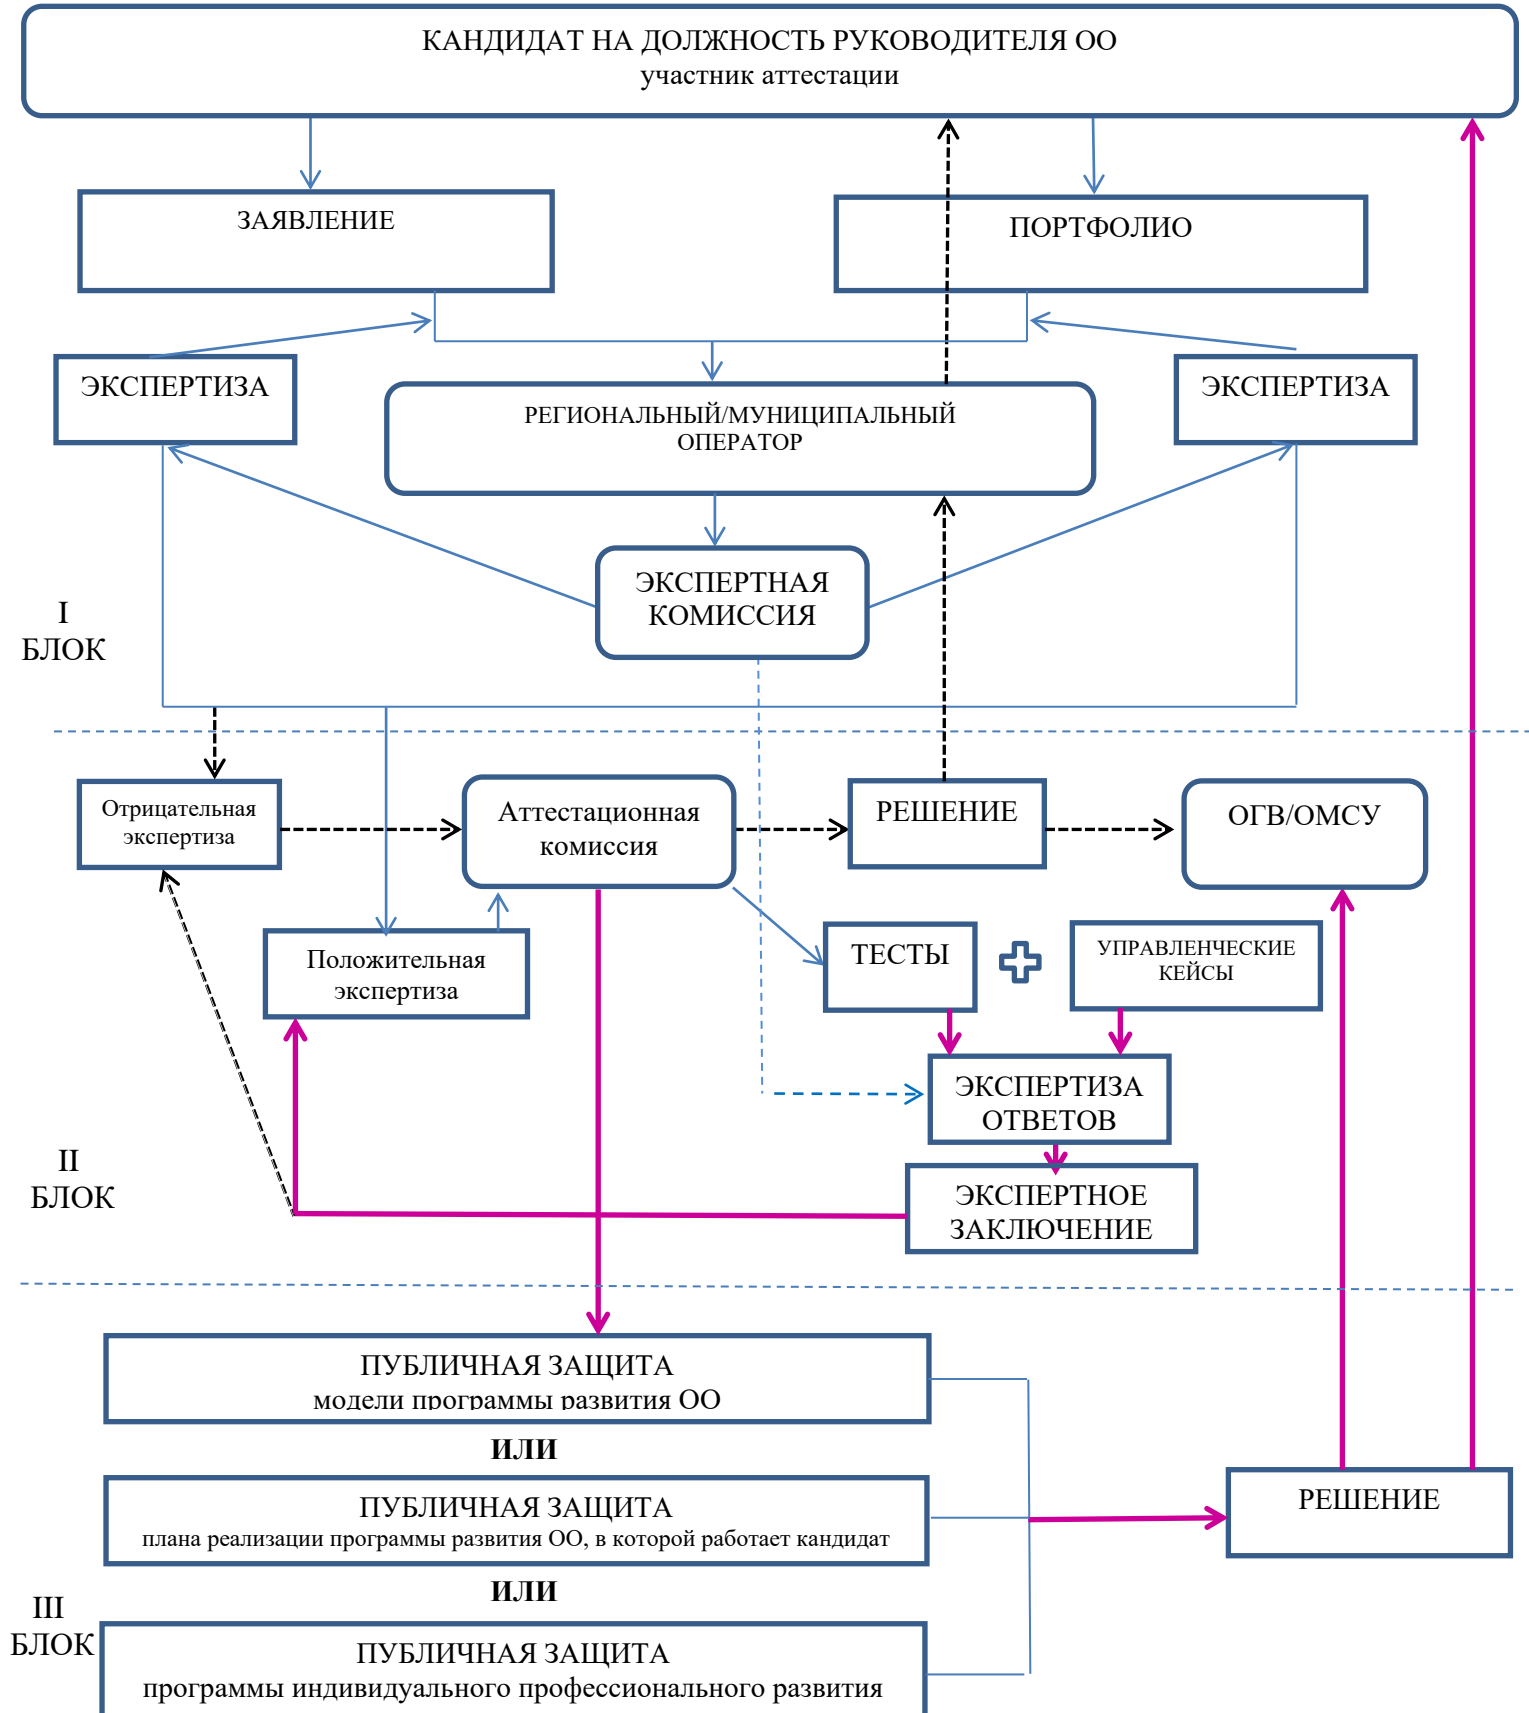 КАНДИДАТ НА ДОЛЖНОСТЬ РУКОВОДИТЕЛЯ ОО
участник аттестации
ЗАЯВЛЕНИЕ
ПОРТФОЛИО
ЭКСПЕРТИЗА
РЕГИОНАЛЬНЫЙ/МУНИЦИПАЛЬНЫЙ
ОПЕРАТОР
ЭКСПЕРТИЗА
ЭКСПЕРТНАЯ
КОМИССИЯ
I
БЛОК
Отрицательная
экспертиза
Аттестационная
комиссия
РЕШЕНИЕ
ОГВ/ОМСУ
Положительная
экспертиза
ТЕСТЫ
УПРАВЛЕНЧЕСКИЕ
КЕЙСЫ
ЭКСПЕРТИЗА
ОТВЕТОВ
II
БЛОК
ЭКСПЕРТНОЕ
ЗАКЛЮЧЕНИЕ
ПУБЛИЧНАЯ ЗАЩИТА
модели программы развития ОО
ИЛИ
ПУБЛИЧНАЯ ЗАЩИТА
плана реализации программы развития ОО, в которой работает кандидат
РЕШЕНИЕ
ИЛИ
III
БЛОК
ПУБЛИЧНАЯ ЗАЩИТА
программы индивидуального профессионального развития